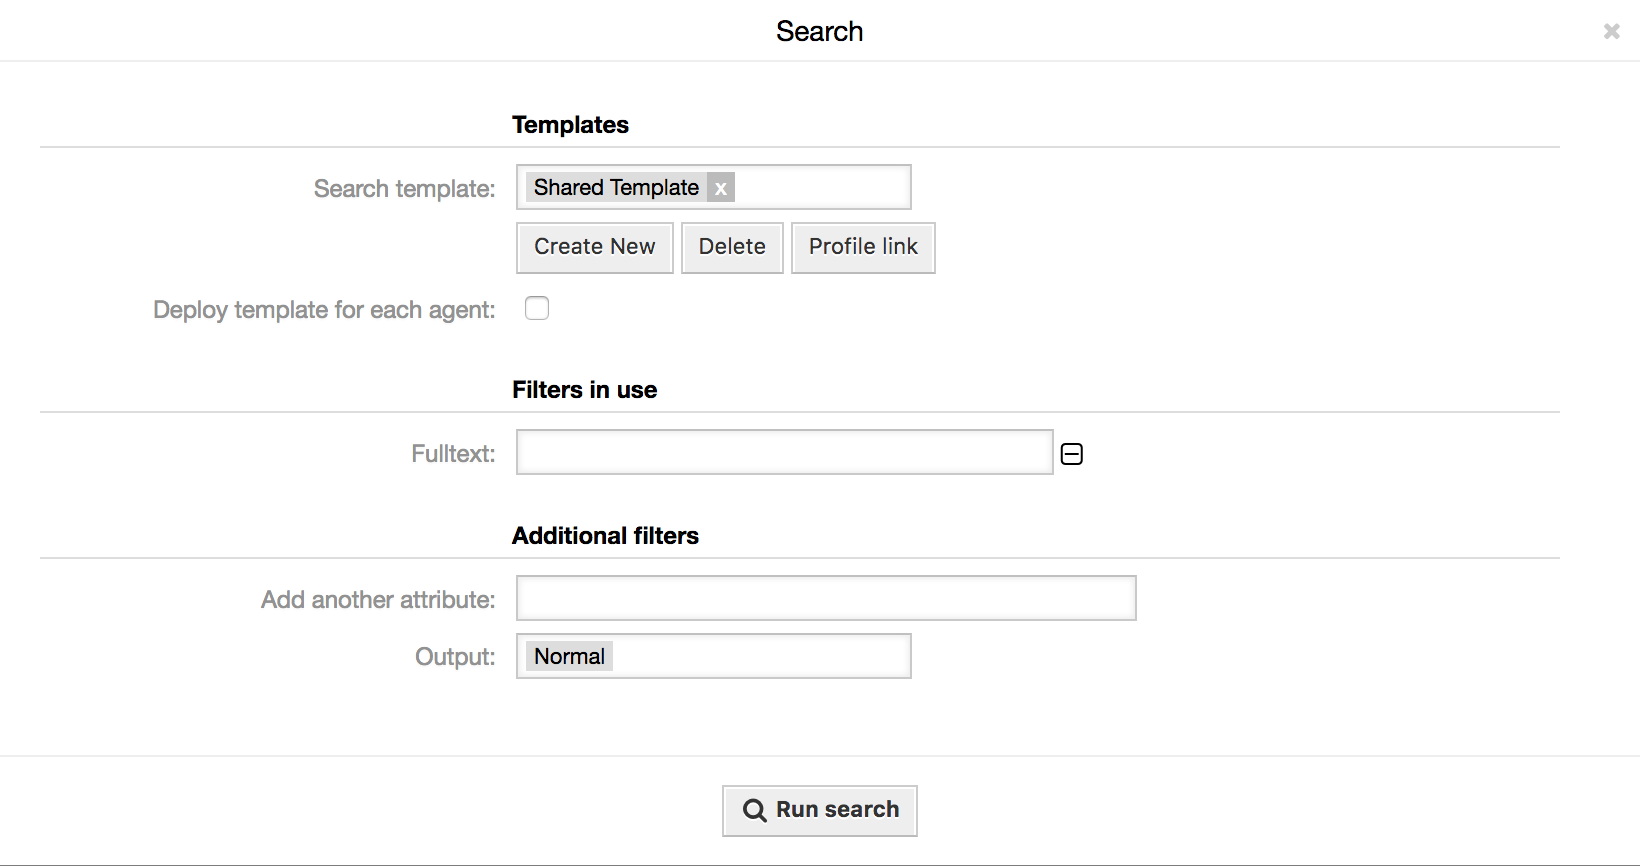 Search
Templates
Search template: Shared Template x
Create New Delete Profile link
Deploy template for each agent:
Filters in use
Fulltext:
Additional filters
Add another attribute:
Output: Normal
Run search